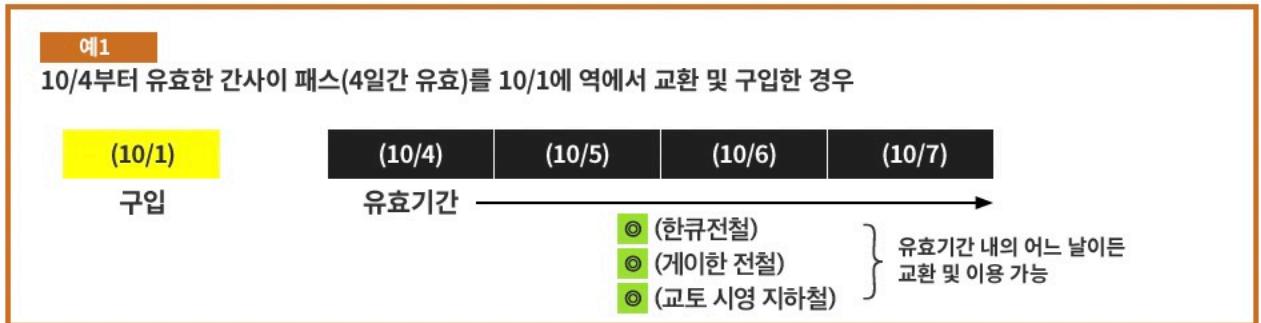 예1
10/4부터 유효한 간사이 패스(4일간 유효)를 10/1에 역에서 교환 및 구입한 경우
(10/1) (10/4) (10/5) (10/6) (10/7)
구입 유효기간
◎ (한큐전철)
◎ (게이한 전철)
◎ (교토 시영 지하철)
유효기간 내의 어느 날이든
교환 및 이용 가능